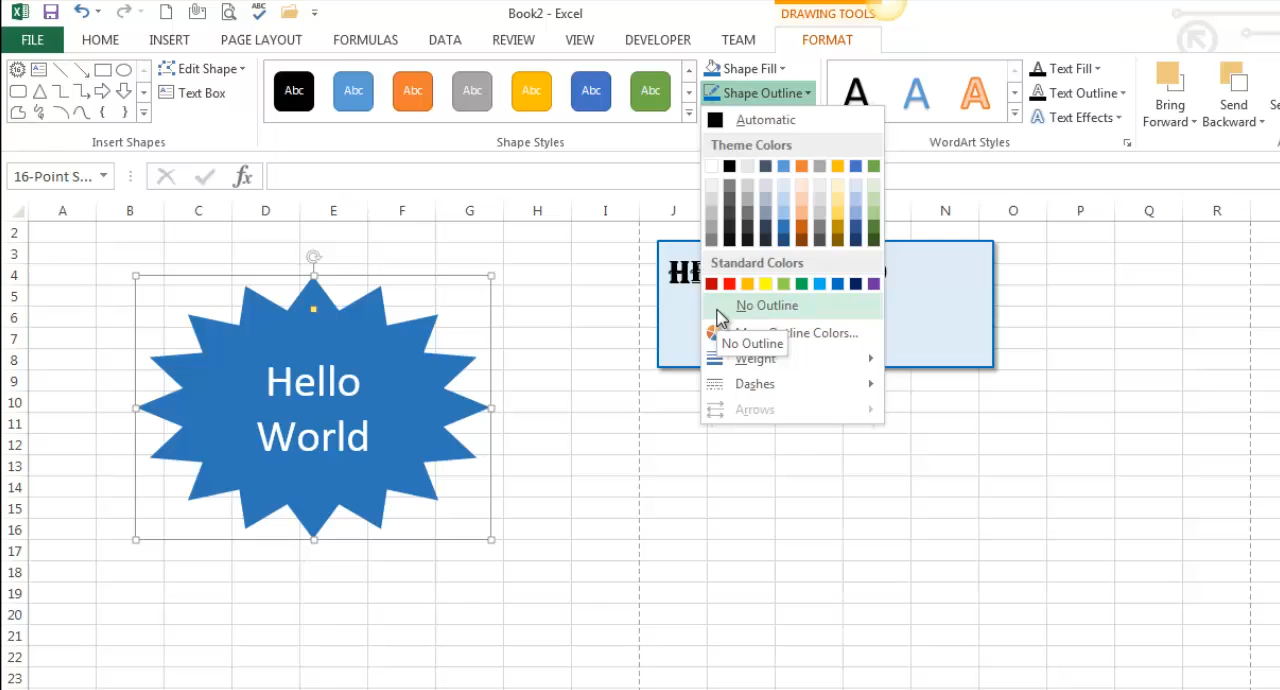 Book2 - Excel
DRAWING TOOLS
FILE HOME INSERT PAGE LAYOUT FORMULAS DATA REVIEW VIEW DEVELOPER TEAM FORMAT
Edit Shape
Text Box
Insert Shapes
Abc Abc Abc Abc Abc Abc Abc
Shape Styles
Shape Fill
Shape Outline
A A A
WordArt Styles
Text Fill
Text Outline
Text Effects
Bring
Forward
Send
Backward
Automatic
Theme Colors
Standard Colors
No Outline
Outline Colors...
No Outline
Weight
Dashes
Arrows
16-Point S...
fx
A B C D E F G H I J N O P Q R
2
3
4
5
6
7
8
9
10
11
12
13
14
15
16
17
18
19
20
21
22
23
Hello
World